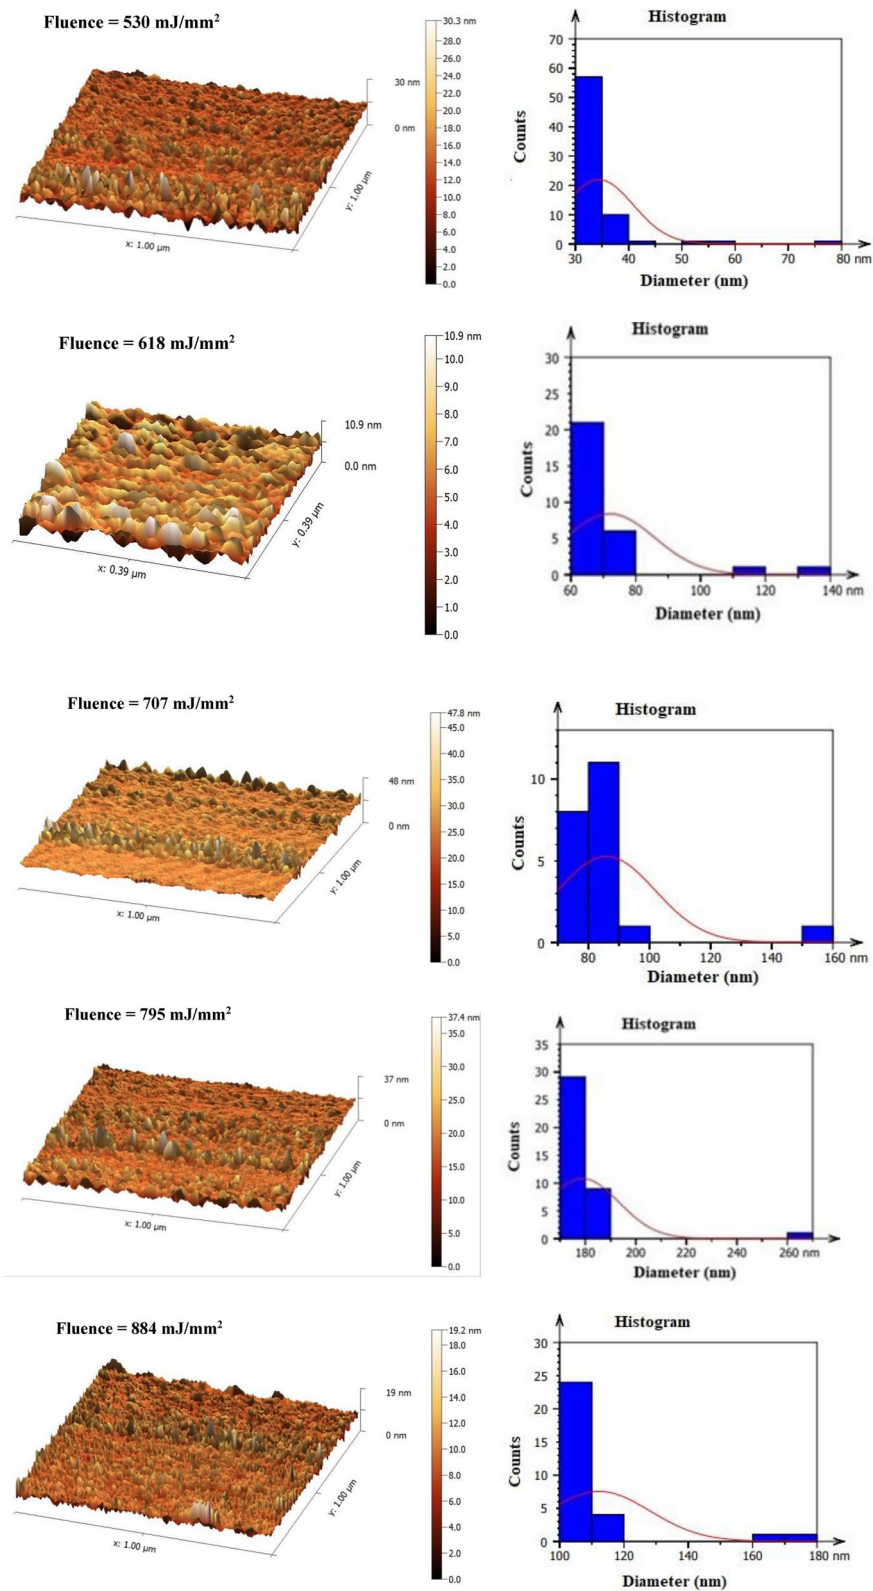 Fluence = 530 mJ/mm²
30 nm
0 nm
y: 1.00 µm
x: 1.00 µm
30.3 nm
28.0
26.0
24.0
22.0
20.0
18.0
16.0
14.0
12.0
10.0
8.0
6.0
4.0
2.0
0.0
Histogram
Counts
70
60
50
40
30
20
10
0
30 40 50 60 70 80 nm
Diameter (nm)
Fluence = 618 mJ/mm²
10.9 nm
0.0 nm
y: 0.39 µm
x: 0.39 µm
10.9 nm
10.0
9.0
8.0
7.0
6.0
5.0
4.0
3.0
2.0
1.0
0.0
Histogram
Counts
30
25
20
15
10
5
0
60 80 100 120 140 nm
Diameter (nm)
Fluence = 707 mJ/mm²
48 nm
0 nm
y: 1.00 µm
x: 1.00 µm
47.8 nm
45.0
40.0
35.0
30.0
25.0
20.0
15.0
10.0
5.0
0.0
Histogram
Counts
10
5
0
80 100 120 140 160 nm
Diameter (nm)
Fluence = 795 mJ/mm²
37 nm
0 nm
y: 1.00 µm
x: 1.00 µm
37.4 nm
35.0
30.0
25.0
20.0
15.0
10.0
5.0
0.0
Histogram
Counts
35
30
25
20
15
10
5
0
180 200 220 240 260 nm
Diameter (nm)
Fluence = 884 mJ/mm²
19 nm
0 nm
y: 1.00 µm
x: 1.00 µm
19.2 nm
18.0
16.0
14.0
12.0
10.0
8.0
6.0
4.0
2.0
0.0
Histogram
Counts
30
25
20
15
10
5
0
100 120 140 160 180 nm
Diameter (nm)